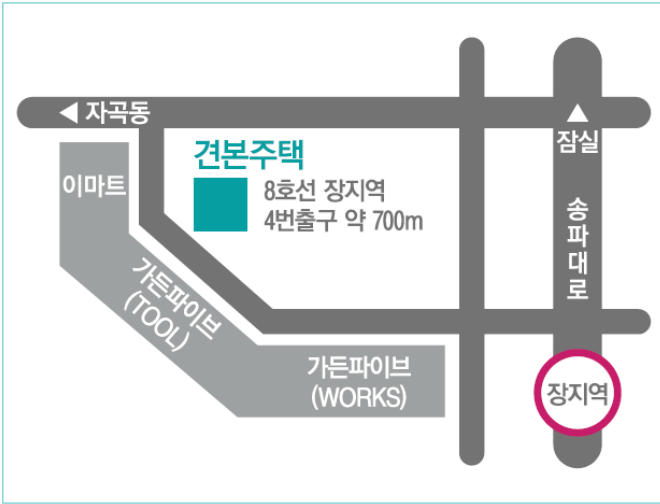 ◀ 자곡동
▲
잠실
견본주택
8호선 장지역
4번출구 약 700m
이마트
송파대로
가든파이브
(TOOL)
가든파이브
(WORKS)
장지역